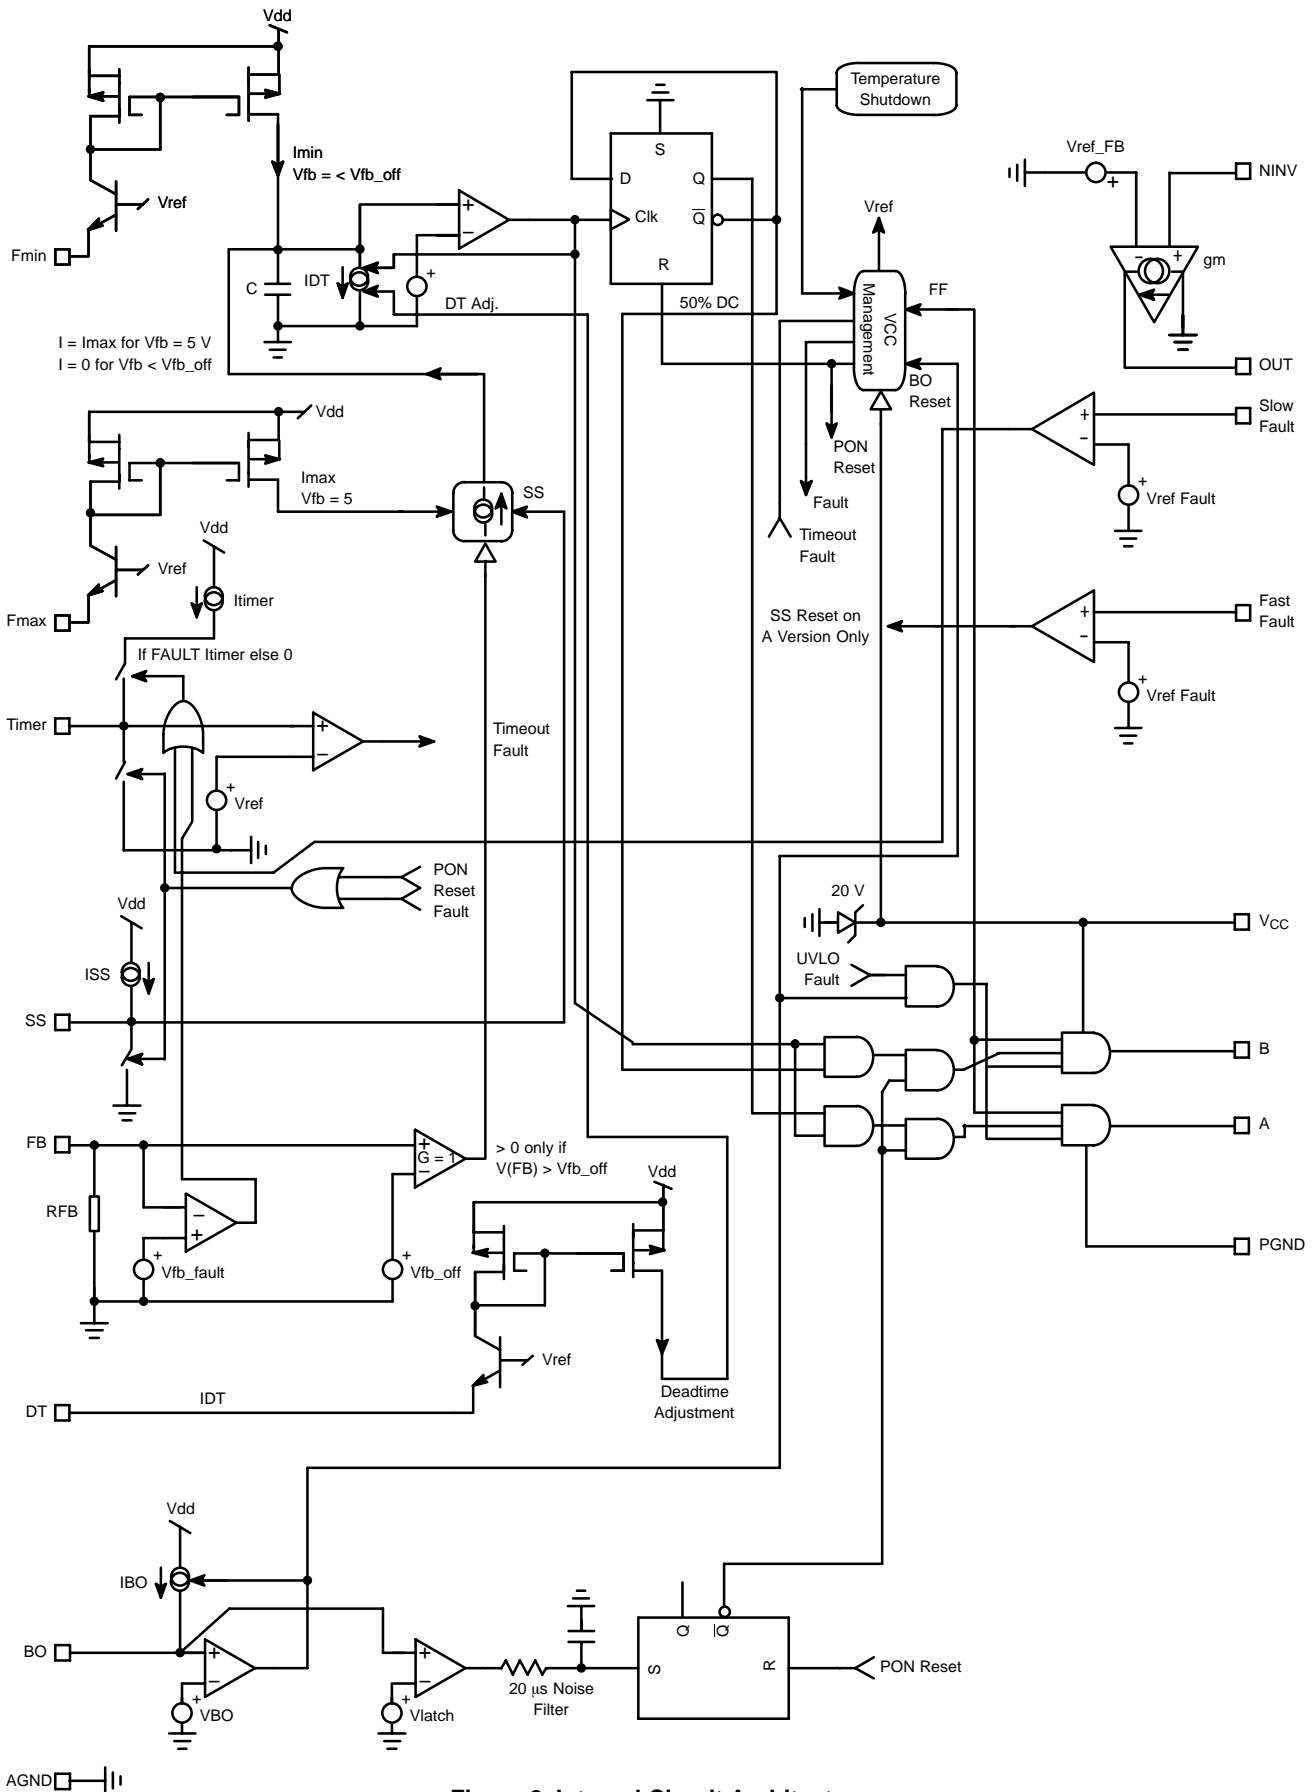 Vdd
Imin
Vfb = < Vfb_off
Vref
Fmin
C
IDT
+
−
+
DT Adj.
S
D
Q
Clk
Q
R
50% DC
Temperature
Shutdown
Vref
VCC
Management
FF
BO
Reset
PON
Reset
Fault
Timeout
Fault
Vref_FB
+
NINV
-
+
gm
OUT
I = Imax for Vfb = 5 V
I = 0 for Vfb < Vfb_off
Vdd
Imax
Vfb = 5
SS
Vref
Fmax
Vdd
Itimer
If FAULT Itimer else 0
Slow
Fault
+
-
+
Vref Fault
SS Reset on
A Version Only
Fast
Fault
+
-
+
Vref Fault
Timer
+
−
+
Vref
Timeout
Fault
PON
Reset
Fault
Vdd
ISS
SS
20 V
VCC
UVLO
Fault
B
A
PGND
FB
RFB
−
+
+
Vfb_fault
+
G = 1
−
> 0 only if
V(FB) > Vfb_off
+
Vfb_off
Vdd
Vref
DT
IDT
Deadtime
Adjustment
Vdd
IBO
BO
+
−
+
VBO
+
−
+
Vlatch
20 μs Noise
Filter
S
Q
Q
R
PON Reset
AGND